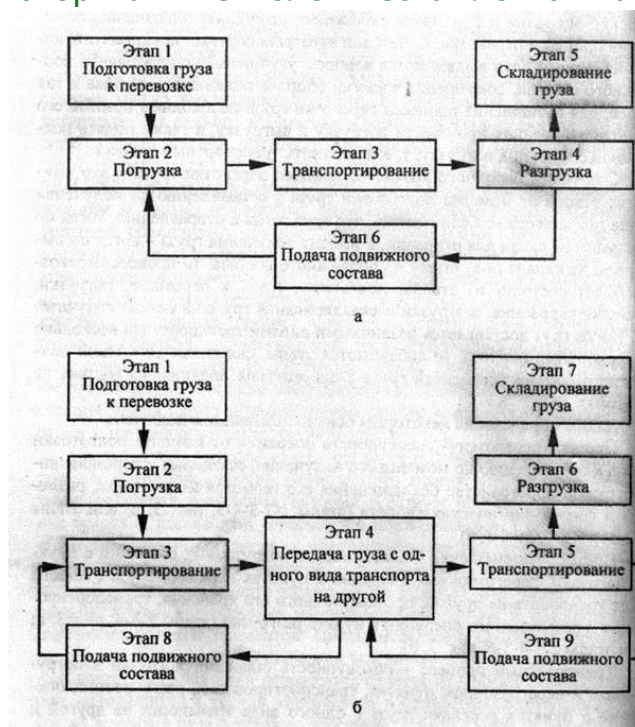 Этап 1
Подготовка груза
к перевозке
Этап 5
Складирование
груза
Этап 2
Погрузка
Этап 3
Транспортирование
Этап 4
Разгрузка
Этап 6
Подача подвижного
состава
а
Этап 1
Подготовка груза
к перевозке
Этап 7
Складирование
груза
Этап 2
Погрузка
Этап 6
Разгрузка
Этап 3
Транспортирование
Этап 4
Передача груза с од-
ного вида транспорта
на другой
Этап 5
Транспортирование
Этап 8
Подача подвижного
состава
Этап 9
Подача подвижного
состава
б